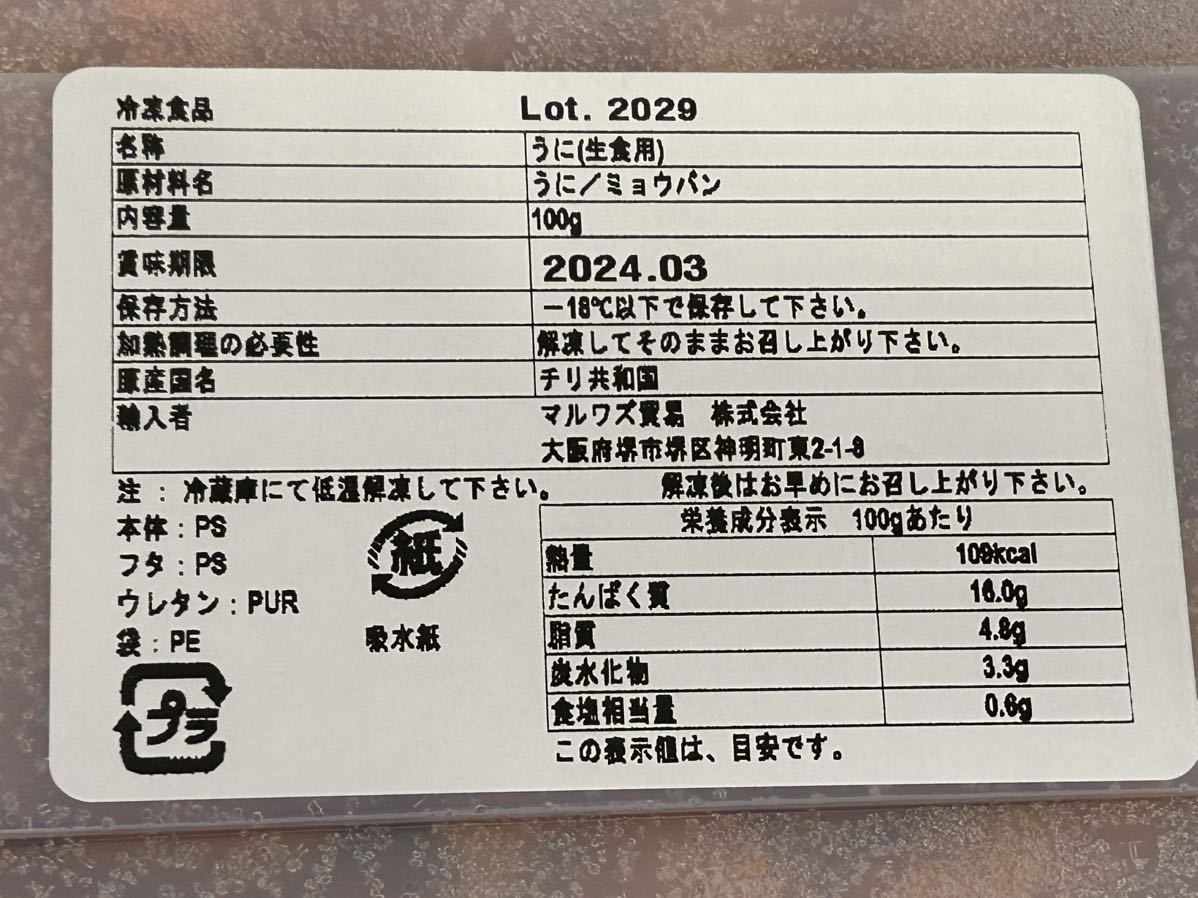 冷凍食品 Lot. 2029
名称 うに(生食用)
原材料名 うに／ミョウバン
内容量 100g
賞味期限 2024.03
保存方法 －18℃以下で保存して下さい。
加熱調理の必要性 解凍してそのままお召し上がり下さい。
原産国名 チリ共和国
輸入者 マルワズ貿易 株式会社
大阪府堺市堺区神明町東2-1-8
注 : 冷蔵庫にて低温解凍して下さい。 解凍後はお早めにお召し上がり下さい。
本体 : PS
フタ : PS
ウレタン : PUR
袋 : PE
プラ
紙
吸水紙
栄養成分表示 100gあたり
熱量 109kcal
たんぱく質 16.0g
脂質 4.8g
炭水化物 3.3g
食塩相当量 0.6g
この表示値は、目安です。